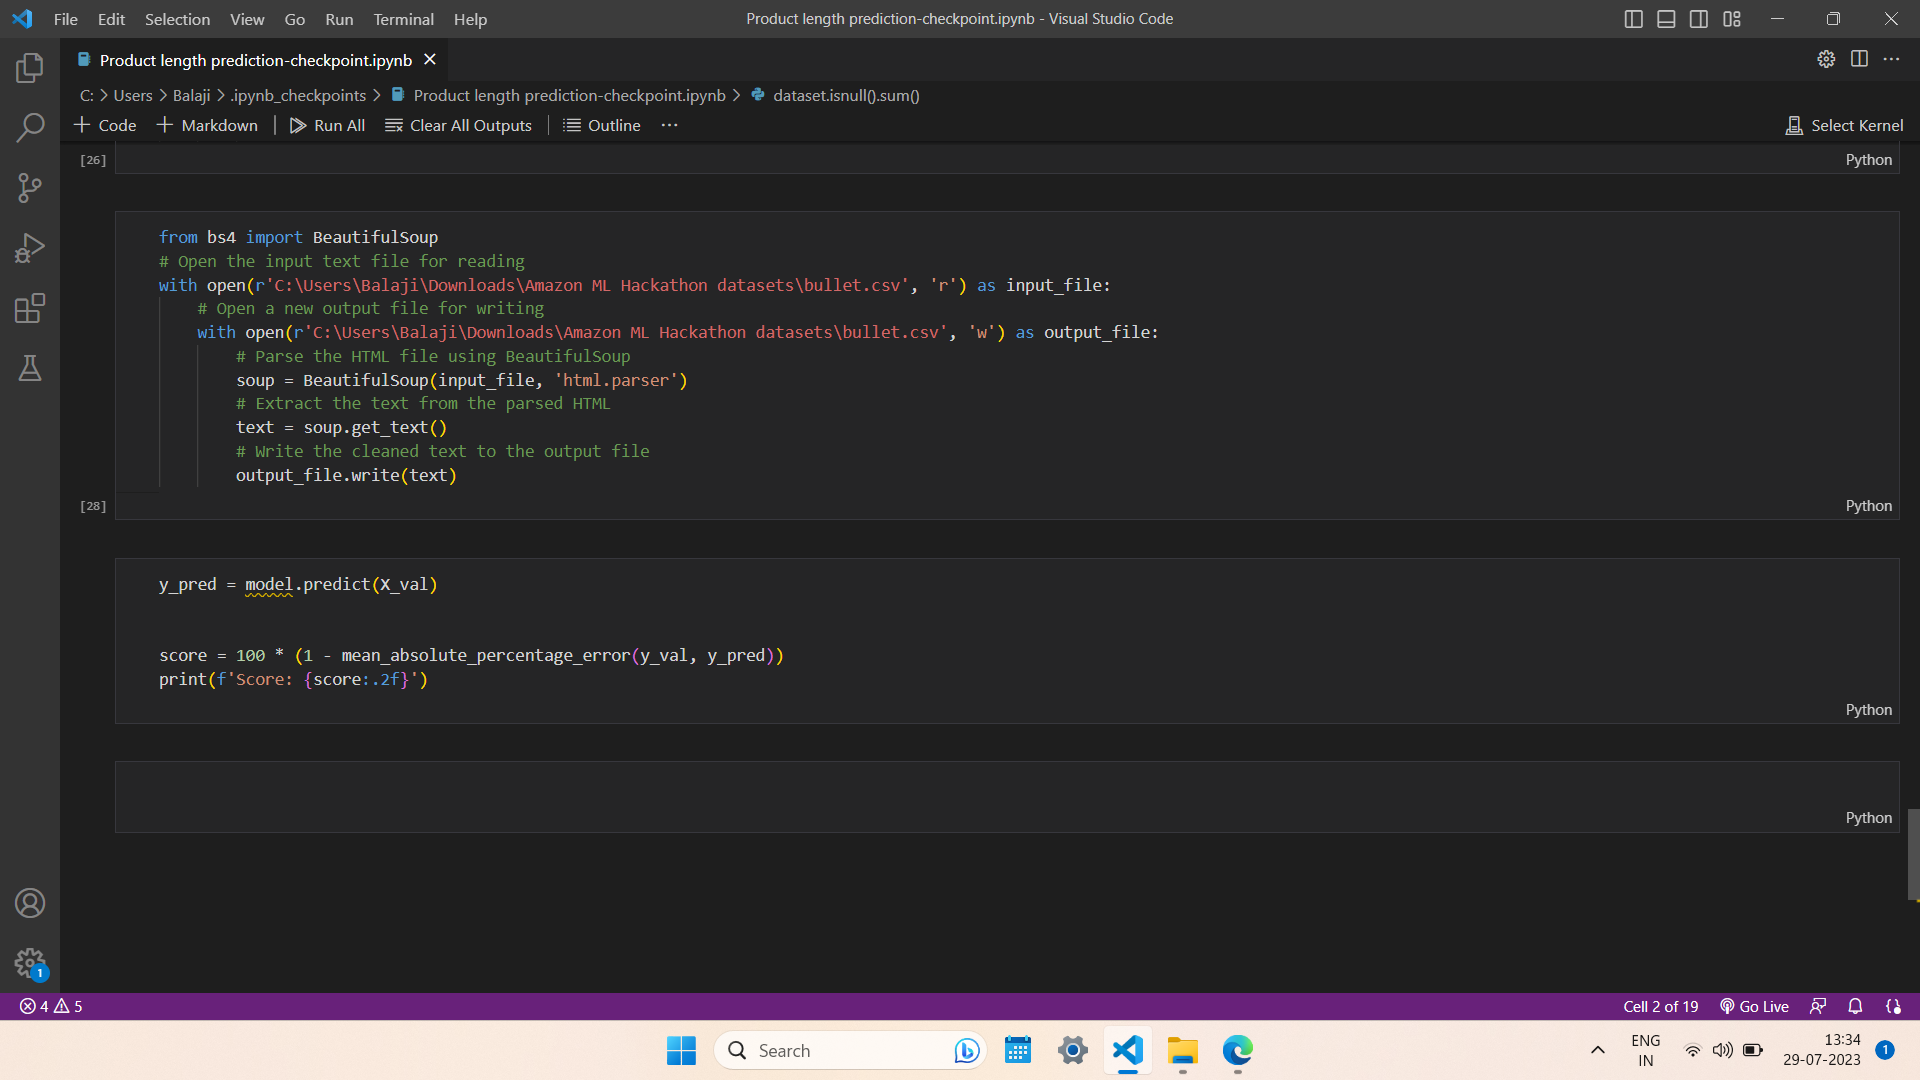 File Edit Selection View Go Run Terminal Help
Product length prediction-checkpoint.ipynb - Visual Studio Code
Product length prediction-checkpoint.ipynb
C: > Users > Balaji > .ipynb_checkpoints > Product length prediction-checkpoint.ipynb > dataset.isnull().sum()
+ Code + Markdown Run All Clear All Outputs Outline ... Select Kernel
[26] Python
from bs4 import BeautifulSoup
# Open the input text file for reading
with open(r'C:\Users\Balaji\Downloads\Amazon ML Hackathon datasets\bullet.csv', 'r') as input_file:
    # Open a new output file for writing
    with open(r'C:\Users\Balaji\Downloads\Amazon ML Hackathon datasets\bullet.csv', 'w') as output_file:
        # Parse the HTML file using BeautifulSoup
        soup = BeautifulSoup(input_file, 'html.parser')
        # Extract the text from the parsed HTML
        text = soup.get_text()
        # Write the cleaned text to the output file
        output_file.write(text)
[28] Python
y_pred = model.predict(X_val)
score = 100 * (1 - mean_absolute_percentage_error(y_val, y_pred))
print(f'Score: {score:.2f}')
Python
Python
1
4 5 Cell 2 of 19 Go Live
Search
ENG
IN
13:34
29-07-2023
1